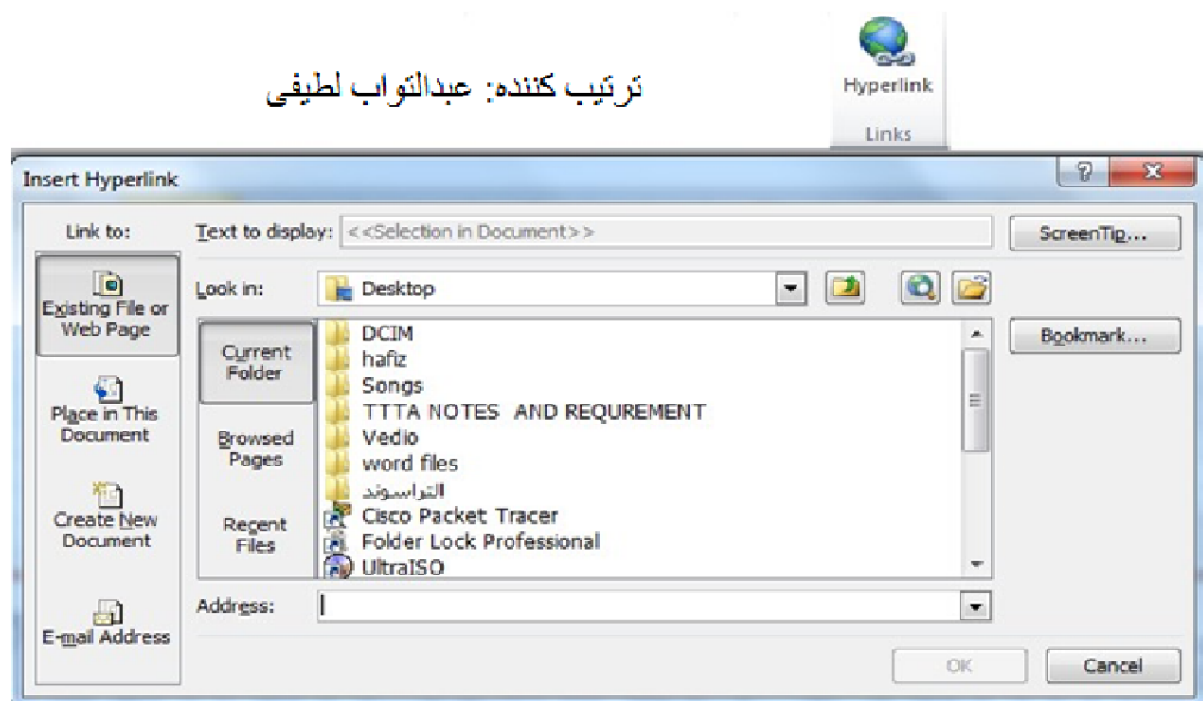 Hyperlink
ترتیب کننده: عبدالتواب لطیفی
Links
Insert Hyperlink
Link to:
Text to display: <<Selection in Document>>
ScreenTip...
Existing File or
Web Page
Look in: Desktop
Current
Folder
Browsed
Pages
Recent
Files
DCIM
hafiz
Songs
TTTA NOTES AND REQUREMENT
Vedio
word files
التراسوند
Cisco Packet Tracer
Folder Lock Professional
UltraISO
Bookmark...
Place in This
Document
Create New
Document
E-mail Address
Address:
OK
Cancel